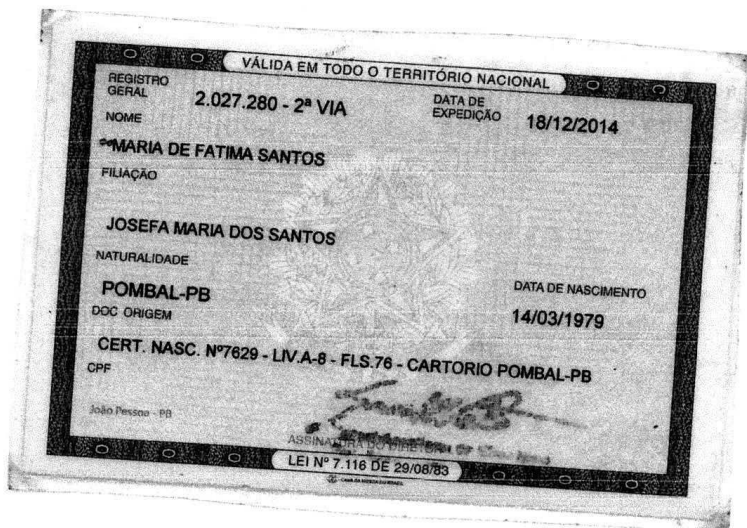 VÁLIDA EM TODO O TERRITÓRIO NACIONAL
REGISTRO GERAL 2.027.280 - 2ª VIA DATA DE EXPEDIÇÃO 18/12/2014
NOME
MARIA DE FATIMA SANTOS
FILIAÇÃO
JOSEFA MARIA DOS SANTOS
NATURALIDADE
POMBAL-PB
DATA DE NASCIMENTO
14/03/1979
DOC ORIGEM
CERT. NASC. Nº7629 - LIV.A-8 - FLS.76 - CARTORIO POMBAL-PB
CPF
João Pessoa - PB
ASSINATURA DO DIRETOR
LEI Nº 7.116 DE 29/08/83